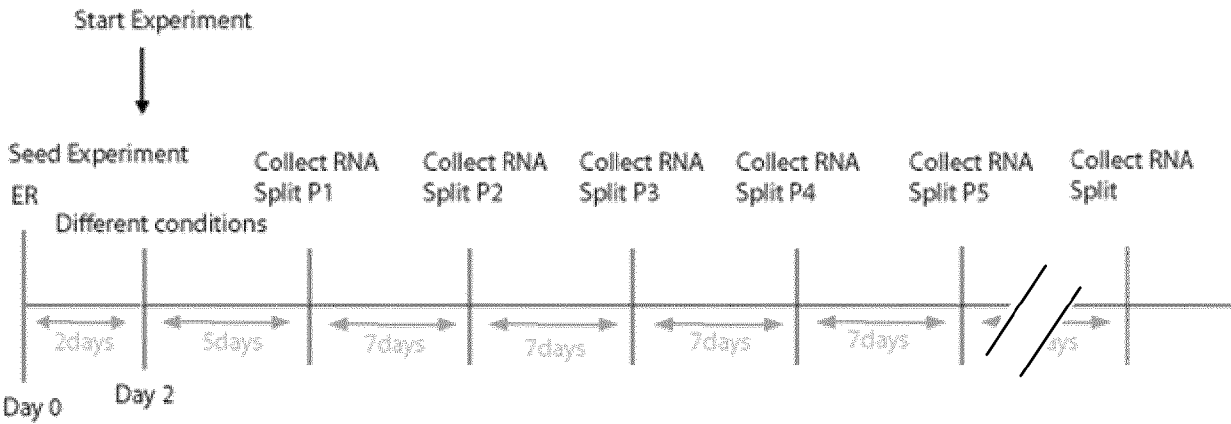 Start Experiment
Seed Experiment
ER
Different conditions
Collect RNA
Split P1
Collect RNA
Split P2
Collect RNA
Split P3
Collect RNA
Split P4
Collect RNA
Split P5
Collect RNA
Split
2days
5days
7days
7days
7days
7days
ays
Day 0
Day 2